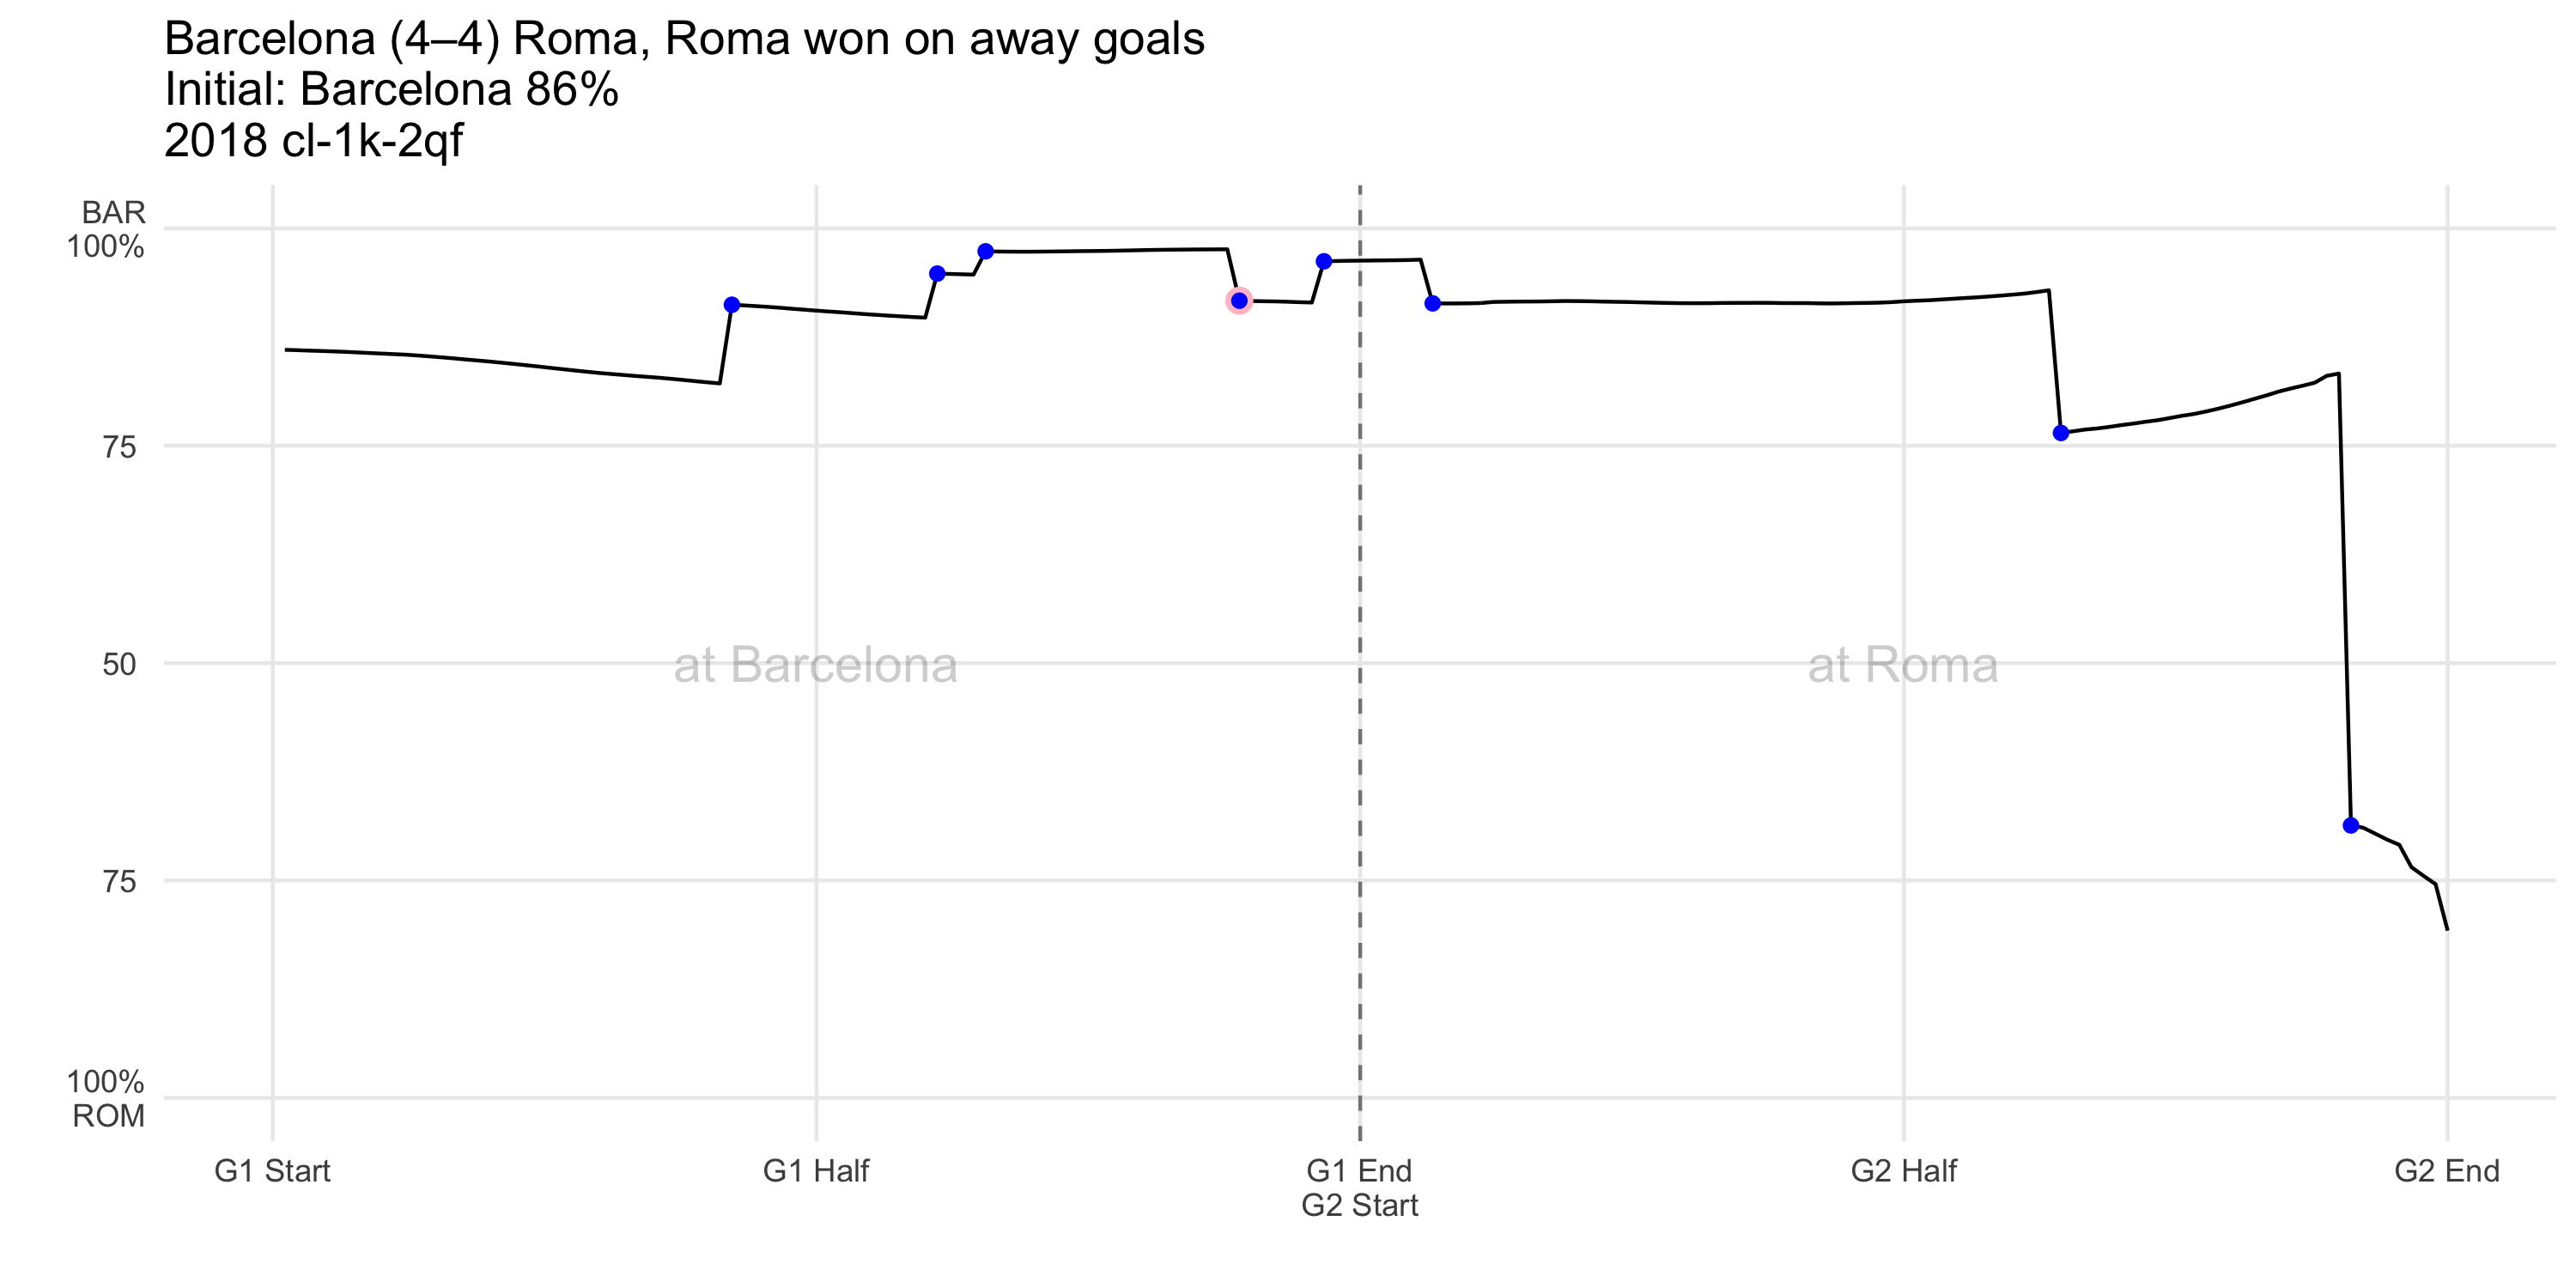 Barcelona (4–4) Roma, Roma won on away goals
Initial: Barcelona 86%
2018 cl-1k-2qf
BAR
100%
75
50
at Barcelona
at Roma
75
100%
ROM
G1 Start
G1 Half
G1 End
G2 Start
G2 Half
G2 End